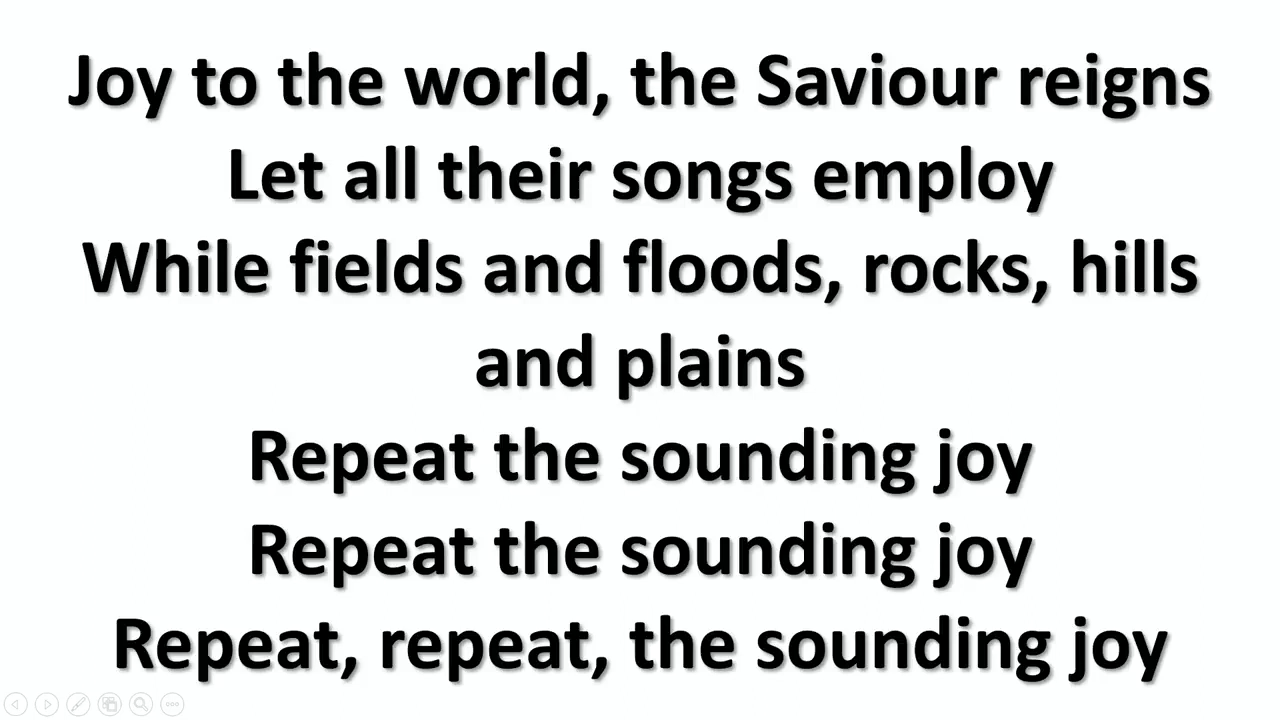 Joy to the world, the Saviour reigns
Let all their songs employ
While fields and floods, rocks, hills
and plains
Repeat the sounding joy
Repeat the sounding joy
Repeat, repeat, the sounding joy